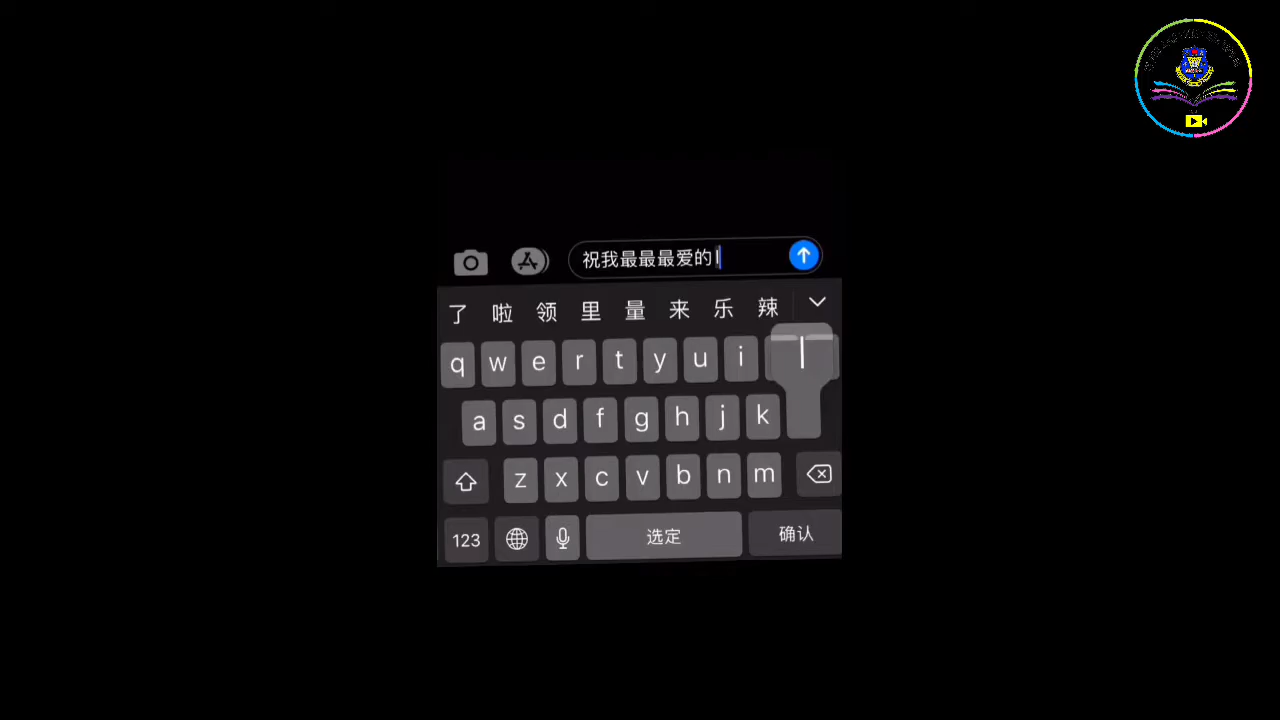 祝我最最最爱的l
了 啦 领 里 量 来 乐 辣
q w e r t y u i
l
a s d f g h j k
z x c v b n m
123 选定 确认